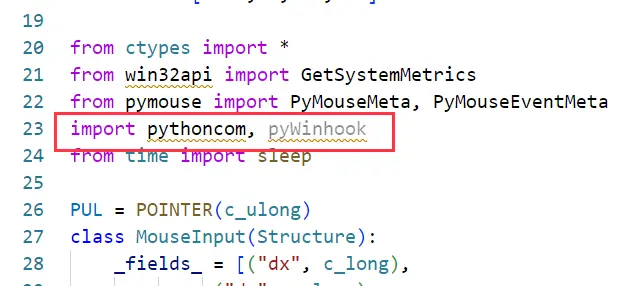 19
20 from ctypes import *
21 from win32api import GetSystemMetrics
22 from pymouse import PyMouseMeta, PyMouseEventMeta
23 import pythoncom, pyWinhook
24 from time import sleep
25
26 PUL = POINTER(c_ulong)
27 class MouseInput(Structure):
28 _fields_ = [("dx", c_long),